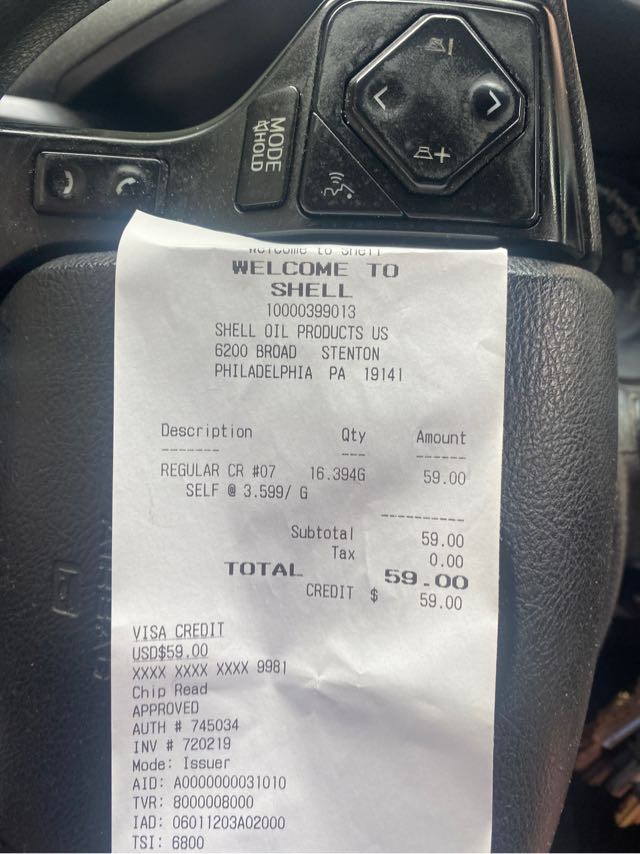 MODE
HOLD
Welcome to Shell
WELCOME TO
SHELL
10000399013
SHELL OIL PRODUCTS US
6200 BROAD STENTON
PHILADELPHIA PA 19141
Description Qty Amount
REGULAR CR #07 16.394G 59.00
SELF @ 3.599/ G
Subtotal 59.00
Tax 0.00
TOTAL 59.00
CREDIT $ 59.00
VISA CREDIT
USD$59.00
XXXX XXXX XXXX 9981
Chip Read
APPROVED
AUTH # 745034
INV # 720219
Mode: Issuer
AID: A0000000031010
TVR: 8000008000
IAD: 06011203A02000
TSI: 6800